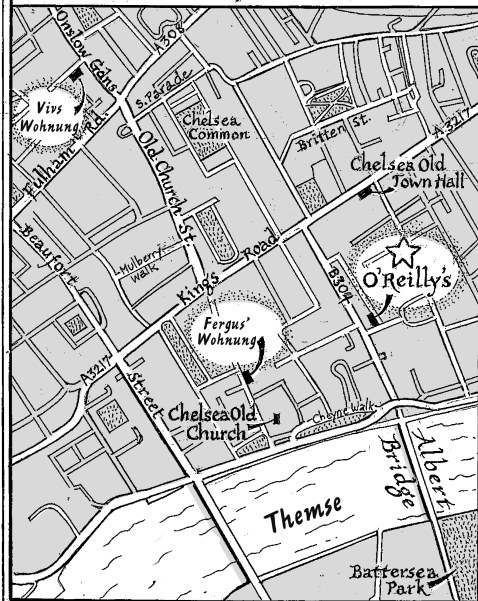 Onslow Gdns
A308
S. Parade
Vivs
Wohnung
Fulham Rd.
Chelsea
Common
Britten St.
A3217
Old Church St.
Chelsea Old
Town Hall
Beaufort
Street
Mulberry
Walk
King's Road
B304
O'Reilly's
Fergus'
Wohnung
A3217
Chelsea Old
Church
Cheyne Walk
Albert
Bridge
Themse
Battersea
Park